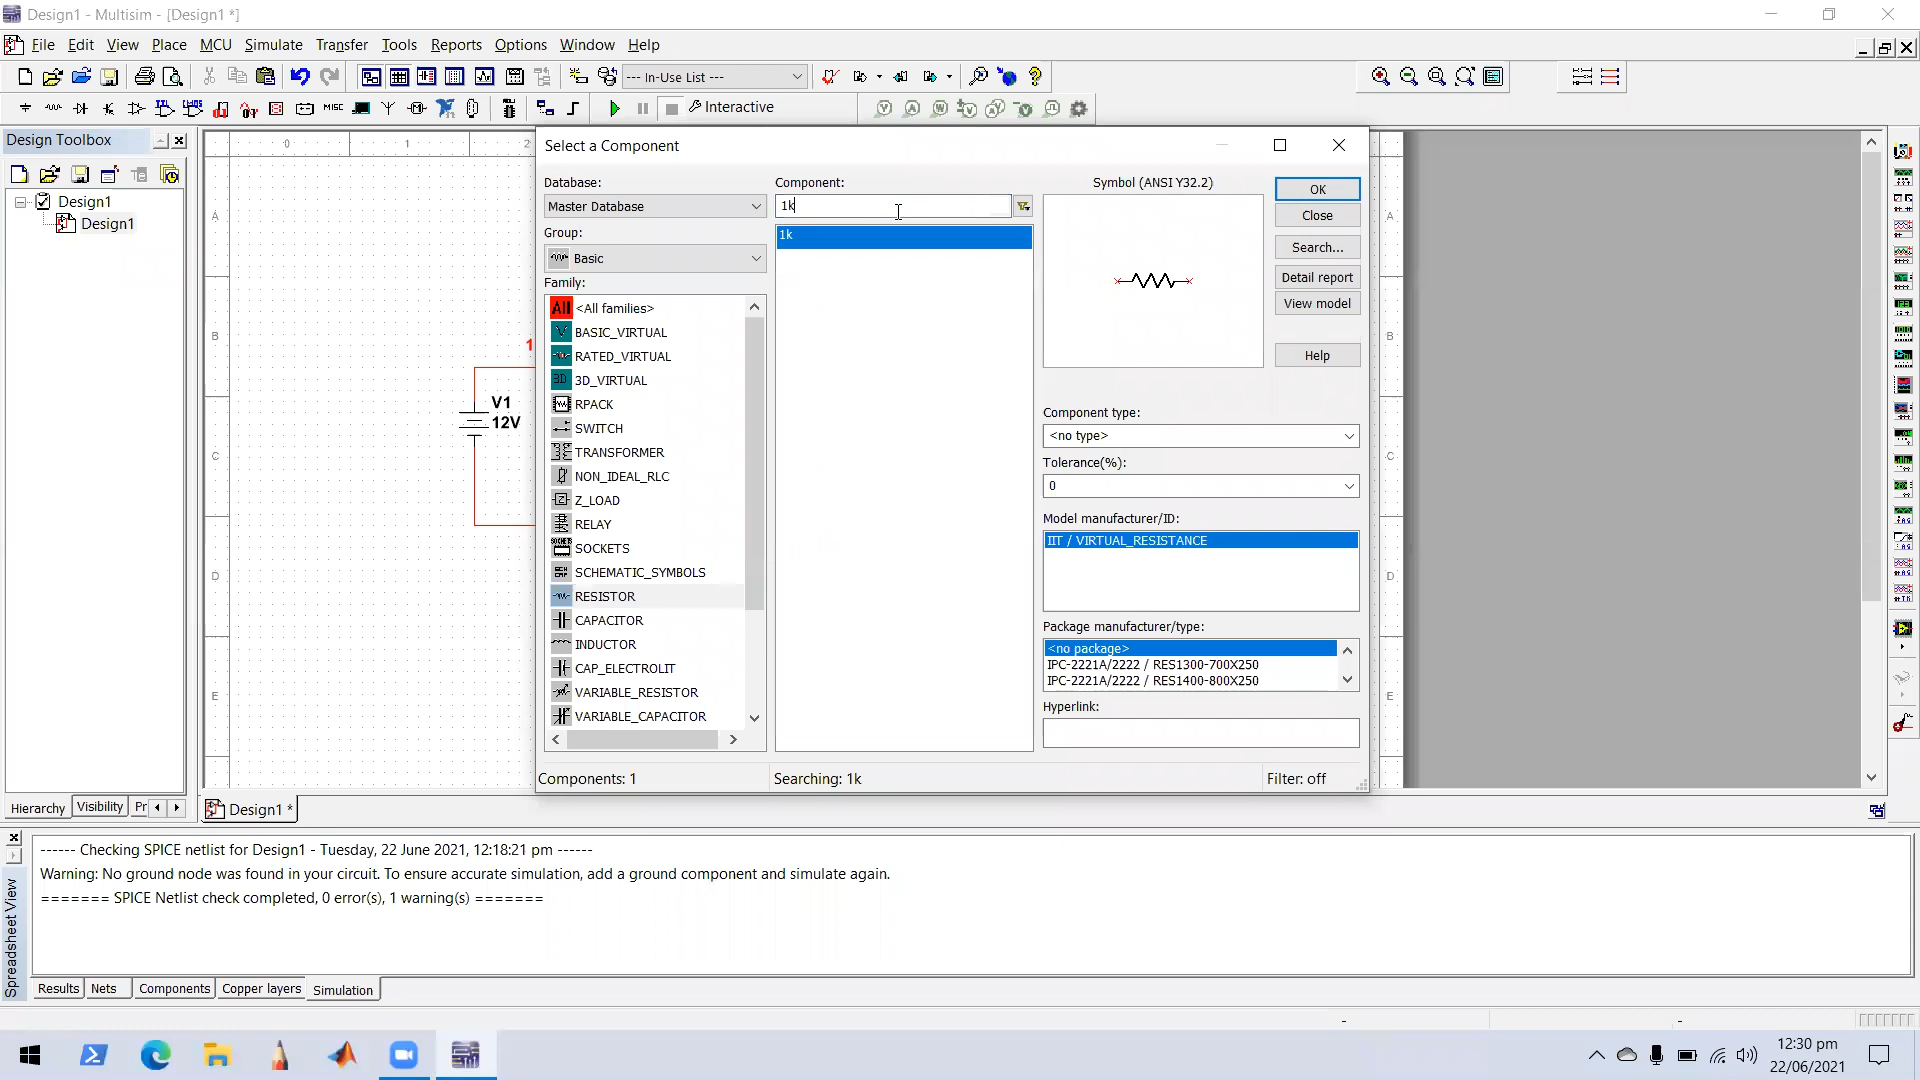 Design1 - Multisim - [Design1 *]
File Edit View Place MCU Simulate Transfer Tools Reports Options Window Help
--- In-Use List ---
MISC Interactive
Design Toolbox
Design1
Design1
0 1 2
A
B
C
D
E
1
V1
12V
Select a Component
Database:
Master Database
Group:
Basic
Family:
All <All families>
BASIC_VIRTUAL
RATED_VIRTUAL
3D 3D_VIRTUAL
RPACK
SWITCH
TRANSFORMER
NON_IDEAL_RLC
Z_LOAD
RELAY
SOCKETS
SCHEMATIC_SYMBOLS
RESISTOR
CAPACITOR
INDUCTOR
CAP_ELECTROLIT
VARIABLE_RESISTOR
VARIABLE_CAPACITOR
Component:
1k
1k
Symbol (ANSI Y32.2)
OK
Close
Search...
Detail report
View model
Help
Component type:
<no type>
Tolerance(%):
0
Model manufacturer/ID:
IIT / VIRTUAL_RESISTANCE
Package manufacturer/type:
<no package>
IPC-2221A/2222 / RES1300-700X250
IPC-2221A/2222 / RES1400-800X250
Hyperlink:
Components: 1 Searching: 1k Filter: off
A
B
C
D
E
Hierarchy Visibility Pr
Design1 *
Spreadsheet View
------ Checking SPICE netlist for Design1 - Tuesday, 22 June 2021, 12:18:21 pm ------
Warning: No ground node was found in your circuit. To ensure accurate simulation, add a ground component and simulate again.
======= SPICE Netlist check completed, 0 error(s), 1 warning(s) =======
Results Nets Components Copper layers Simulation
- -
12:30 pm
22/06/2021